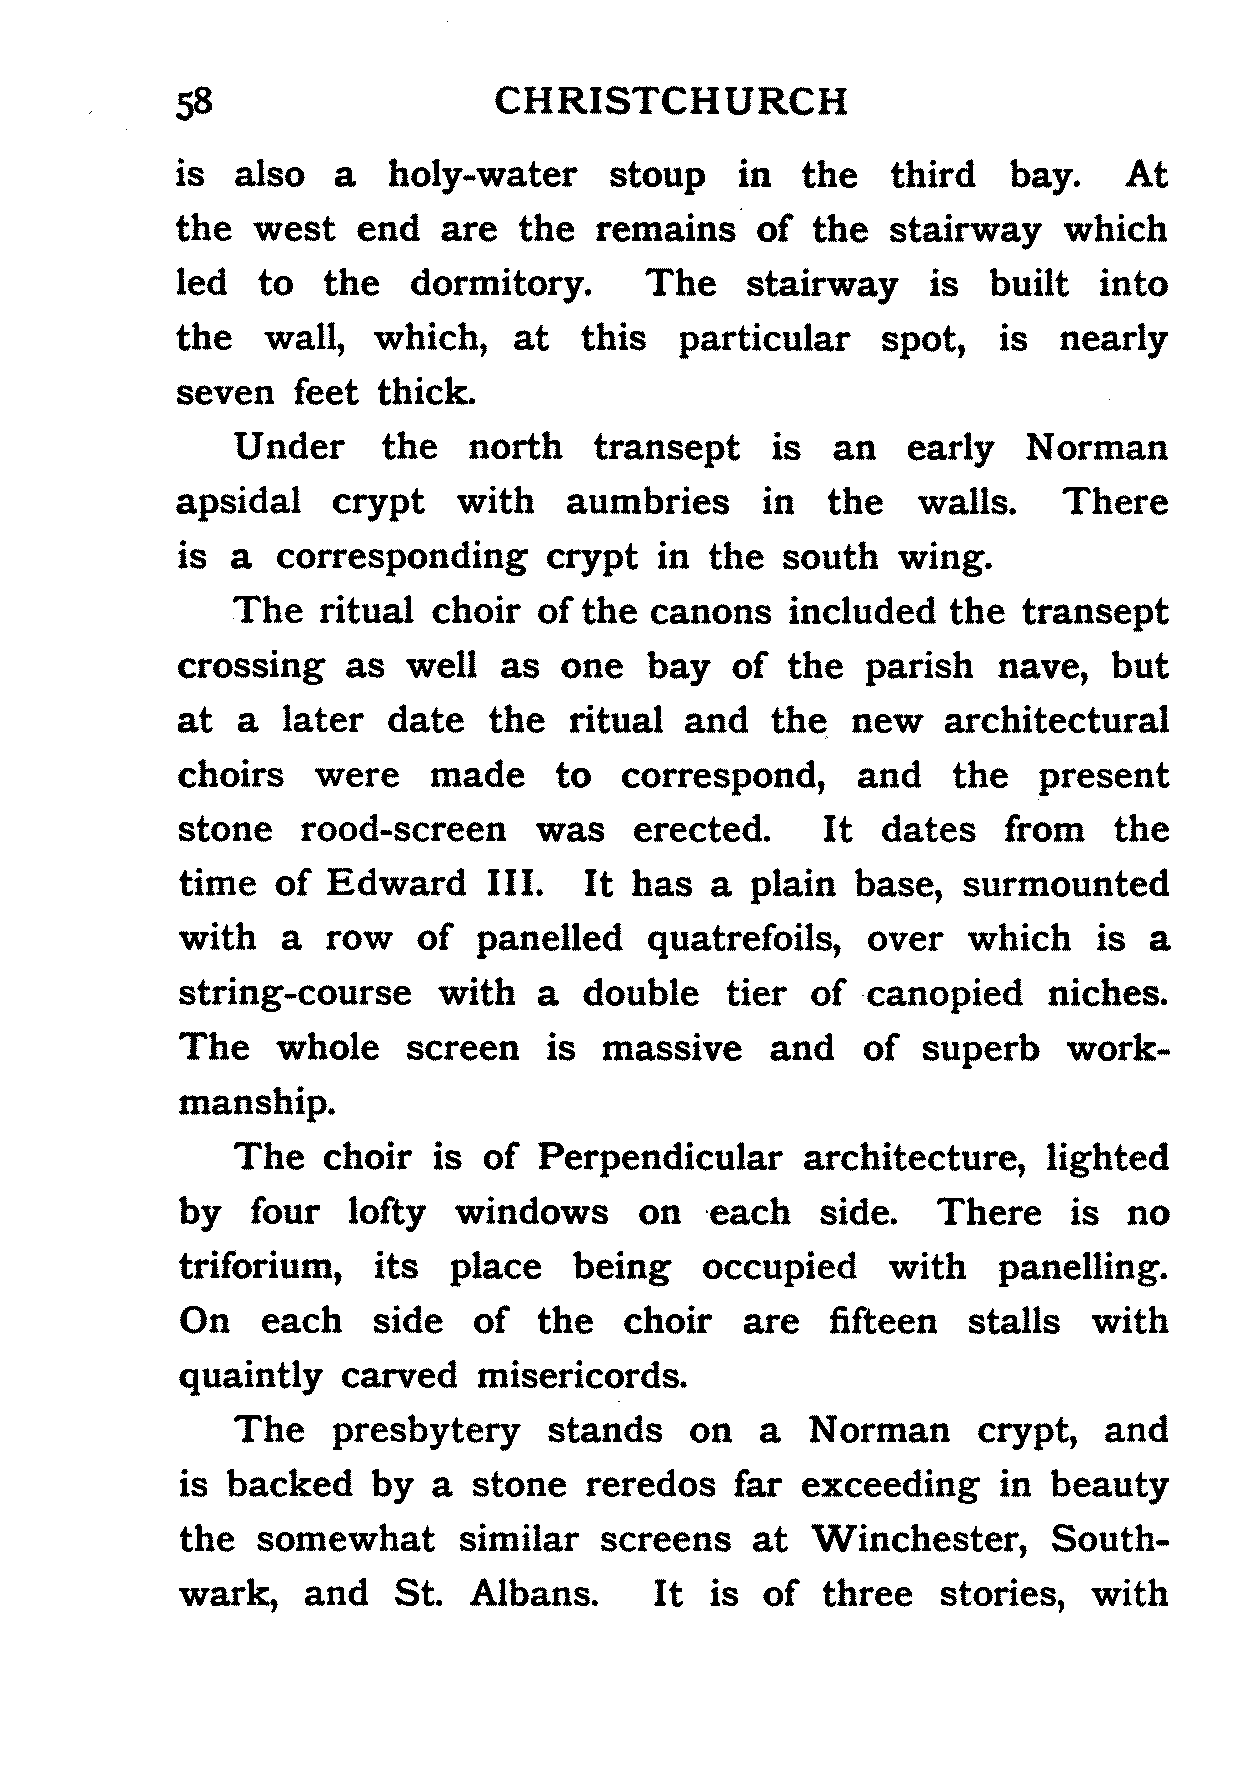 58 CHRISTCHURCH
is also a holy-water stoup in the third bay. At
the west end are the remains of the stairway which
led to the dormitory. The stairway is built into
the wall, which, at this particular spot, is nearly
seven feet thick.
Under the north transept is an early Norman
apsidal crypt with aumbries in the walls. There
is a corresponding crypt in the south wing.
The ritual choir of the canons included the transept
crossing as well as one bay of the parish nave, but
at a later date the ritual and the new architectural
choirs were made to correspond, and the present
stone rood-screen was erected. It dates from the
time of Edward III. It has a plain base, surmounted
with a row of panelled quatrefoils, over which is a
string-course with a double tier of canopied niches.
The whole screen is massive and of superb work-
manship.
The choir is of Perpendicular architecture, lighted
by four lofty windows on each side. There is no
triforium, its place being occupied with panelling.
On each side of the choir are fifteen stalls with
quaintly carved misericords.
The presbytery stands on a Norman crypt, and
is backed by a stone reredos far exceeding in beauty
the somewhat similar screens at Winchester, South-
wark, and St. Albans. It is of three stories, with